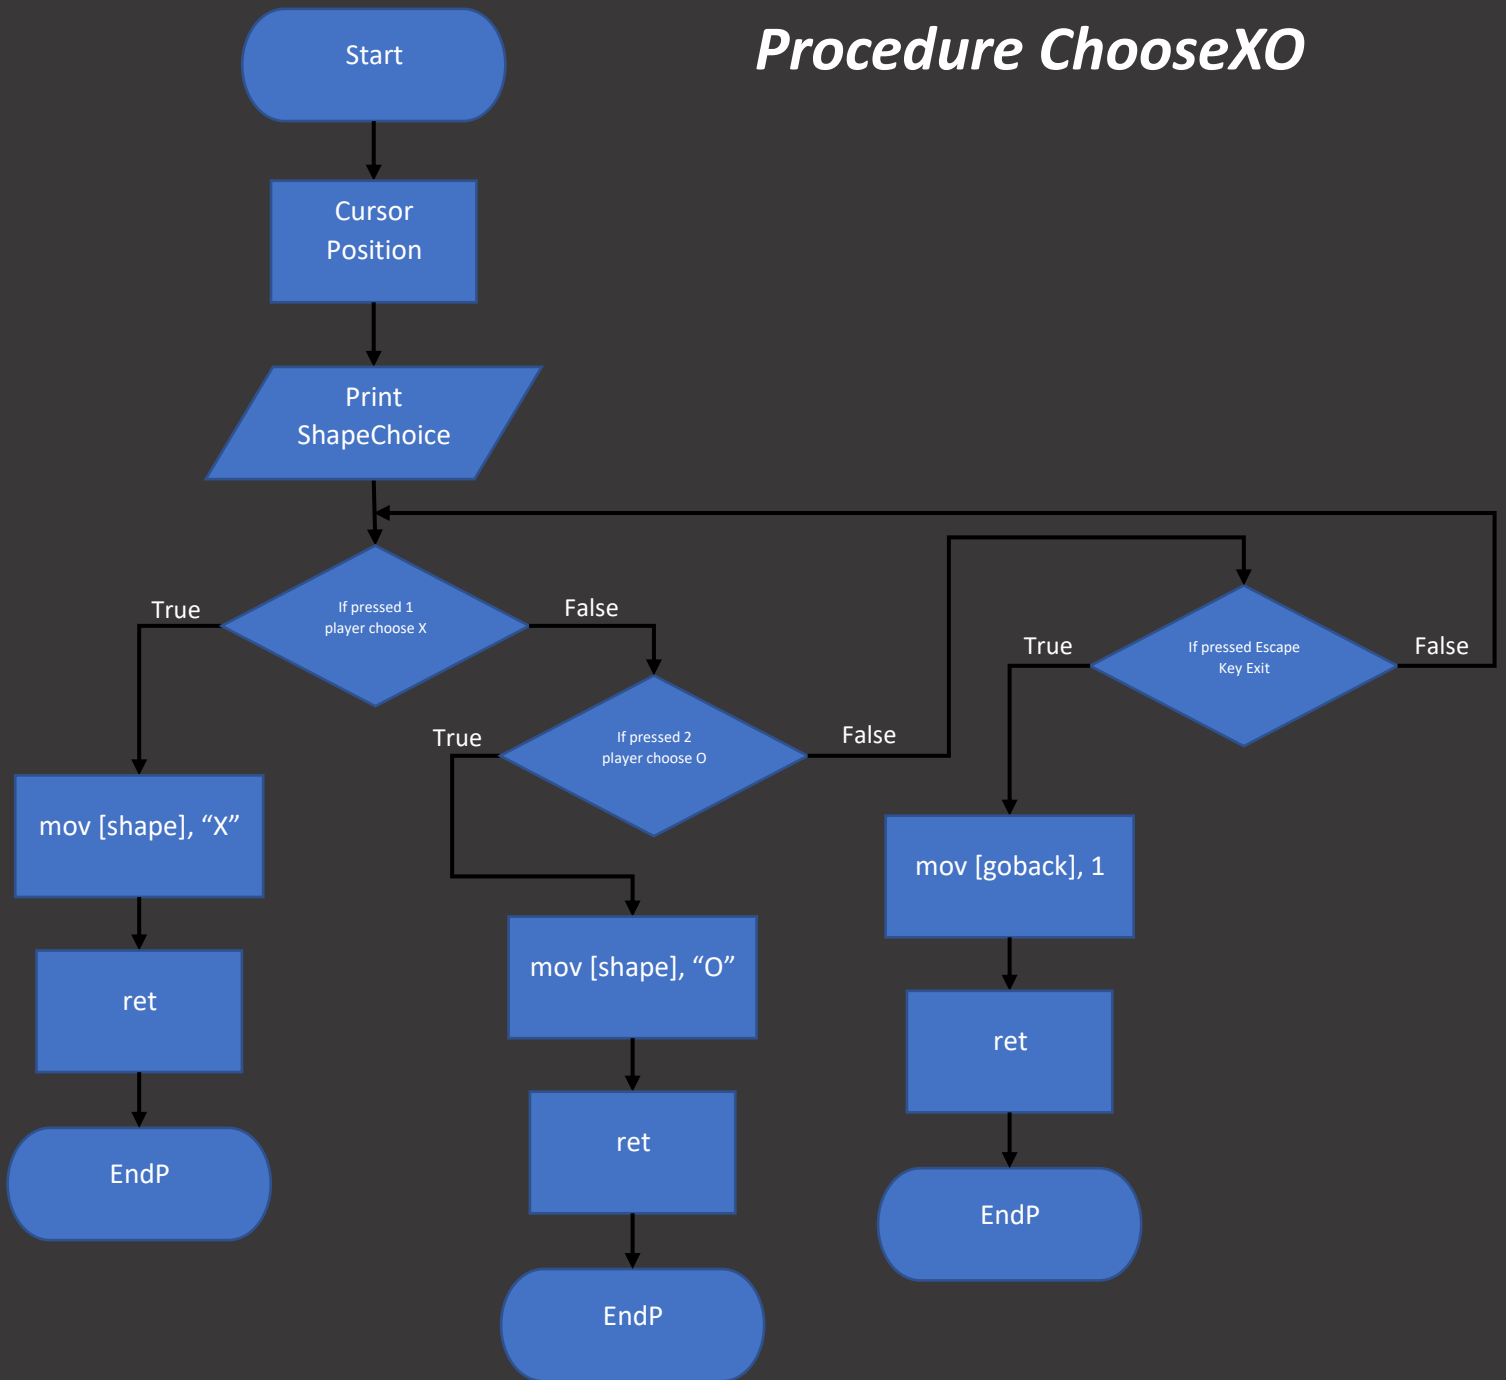 Procedure ChooseXO
Start
Cursor
Position
Print
ShapeChoice
If pressed 1
player choose X
True
False
If pressed 2
player choose O
True
False
If pressed Escape
Key Exit
True
False
mov [shape], “X”
ret
EndP
mov [shape], “O”
ret
EndP
mov [goback], 1
ret
EndP